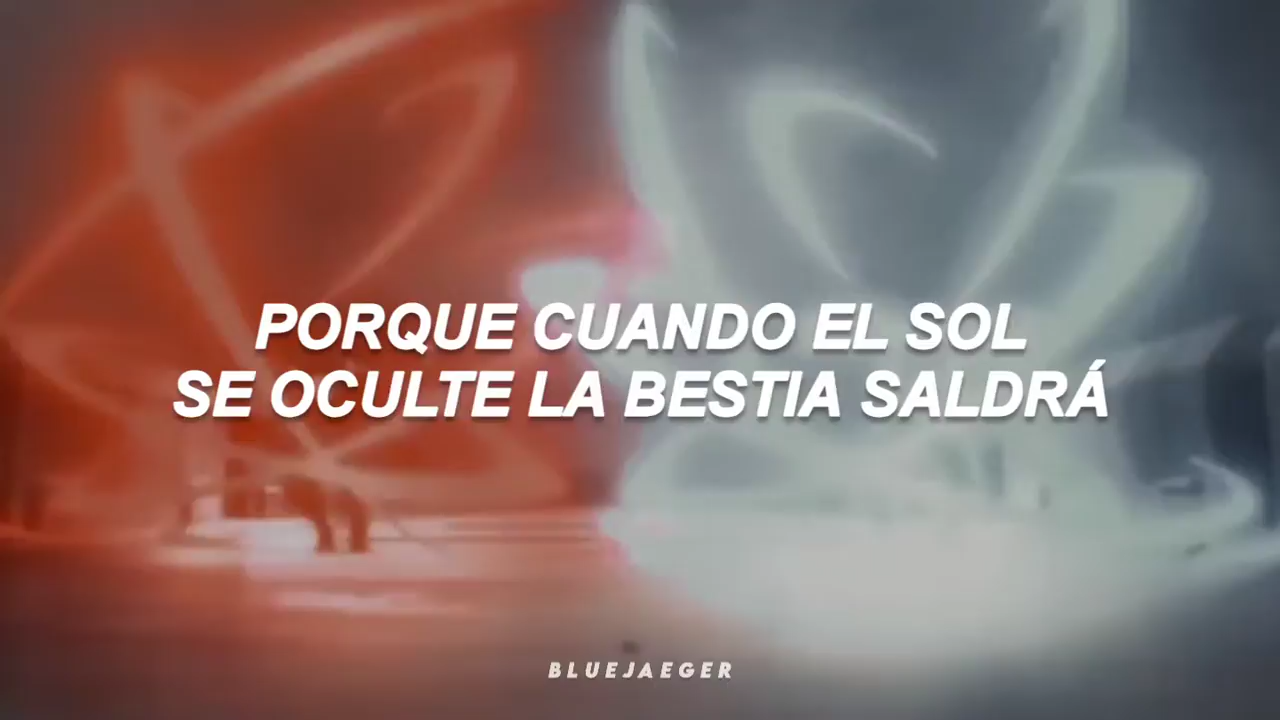 PORQUE CUANDO EL SOL
SE OCULTE LA BESTIA SALDRÁ
BLUEJAEGER